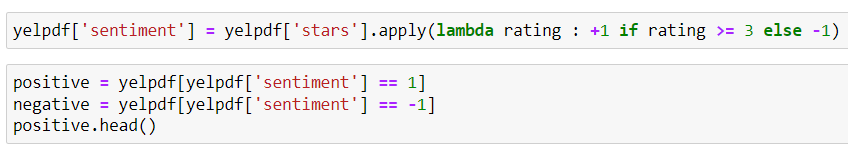 yelpdf['sentiment'] = yelpdf['stars'].apply(lambda rating : +1 if rating >= 3 else -1)
positive = yelpdf[yelpdf['sentiment'] == 1]
negative = yelpdf[yelpdf['sentiment'] == -1]
positive.head()